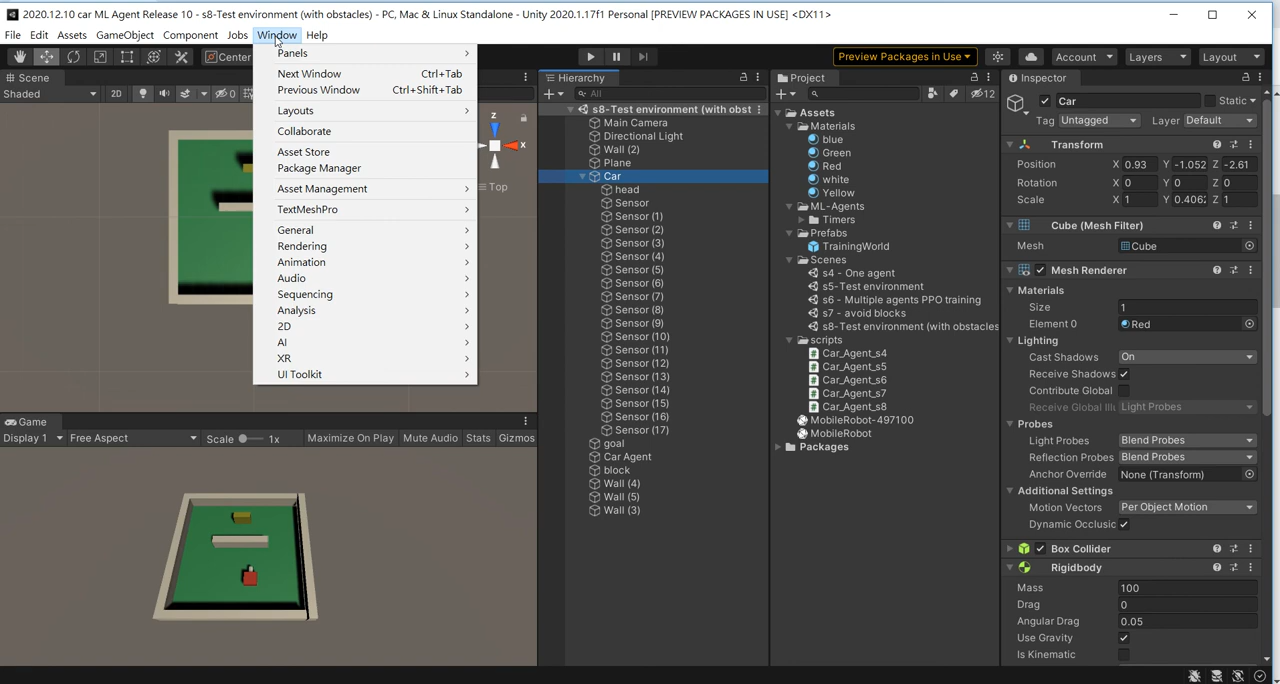 2020.12.10 car ML Agent Release 10 - s8-Test environment (with obstacles) - PC, Mac & Linux Standalone - Unity 2020.1.17f1 Personal [PREVIEW PACKAGES IN USE] <DX11>
File Edit Assets GameObject Component Jobs Window Help
Center
Preview Packages in Use
Account
Layers
Layout
Scene
Shaded
2D
0
z
x
Top
Panels
Next Window Ctrl+Tab
Previous Window Ctrl+Shift+Tab
Layouts
Collaborate
Asset Store
Package Manager
Asset Management
TextMeshPro
General
Rendering
Animation
Audio
Sequencing
Analysis
2D
AI
XR
UI Toolkit
Game
Display 1 Free Aspect Scale 1x Maximize On Play Mute Audio Stats Gizmos
Hierarchy
All
s8-Test environment (with obst
Main Camera
Directional Light
Wall (2)
Plane
Car
head
Sensor
Sensor (1)
Sensor (2)
Sensor (3)
Sensor (4)
Sensor (5)
Sensor (6)
Sensor (7)
Sensor (8)
Sensor (9)
Sensor (10)
Sensor (11)
Sensor (12)
Sensor (13)
Sensor (14)
Sensor (15)
Sensor (16)
Sensor (17)
goal
Car Agent
block
Wall (4)
Wall (5)
Wall (3)
Project
12
Assets
Materials
blue
Green
Red
white
Yellow
ML-Agents
Timers
Prefabs
TrainingWorld
Scenes
s4 - One agent
s5-Test environment
s6 - Multiple agents PPO training
s7 - avoid blocks
s8-Test environment (with obstacles
scripts
Car_Agent_s4
Car_Agent_s5
Car_Agent_s6
Car_Agent_s7
Car_Agent_s8
MobileRobot-497100
MobileRobot
Packages
Inspector
Car Static
Tag Untagged Layer Default
Transform
Position X 0.93 Y -1.052 Z -2.61
Rotation X 0 Y 0 Z 0
Scale X 1 Y 0.4062 Z 1
Cube (Mesh Filter)
Mesh Cube
Mesh Renderer
Materials
Size 1
Element 0 Red
Lighting
Cast Shadows On
Receive Shadows
Contribute Global
Receive Global Illu Light Probes
Probes
Light Probes Blend Probes
Reflection Probes Blend Probes
Anchor Override None (Transform)
Additional Settings
Motion Vectors Per Object Motion
Dynamic Occlusic
Box Collider
Rigidbody
Mass 100
Drag 0
Angular Drag 0.05
Use Gravity
Is Kinematic